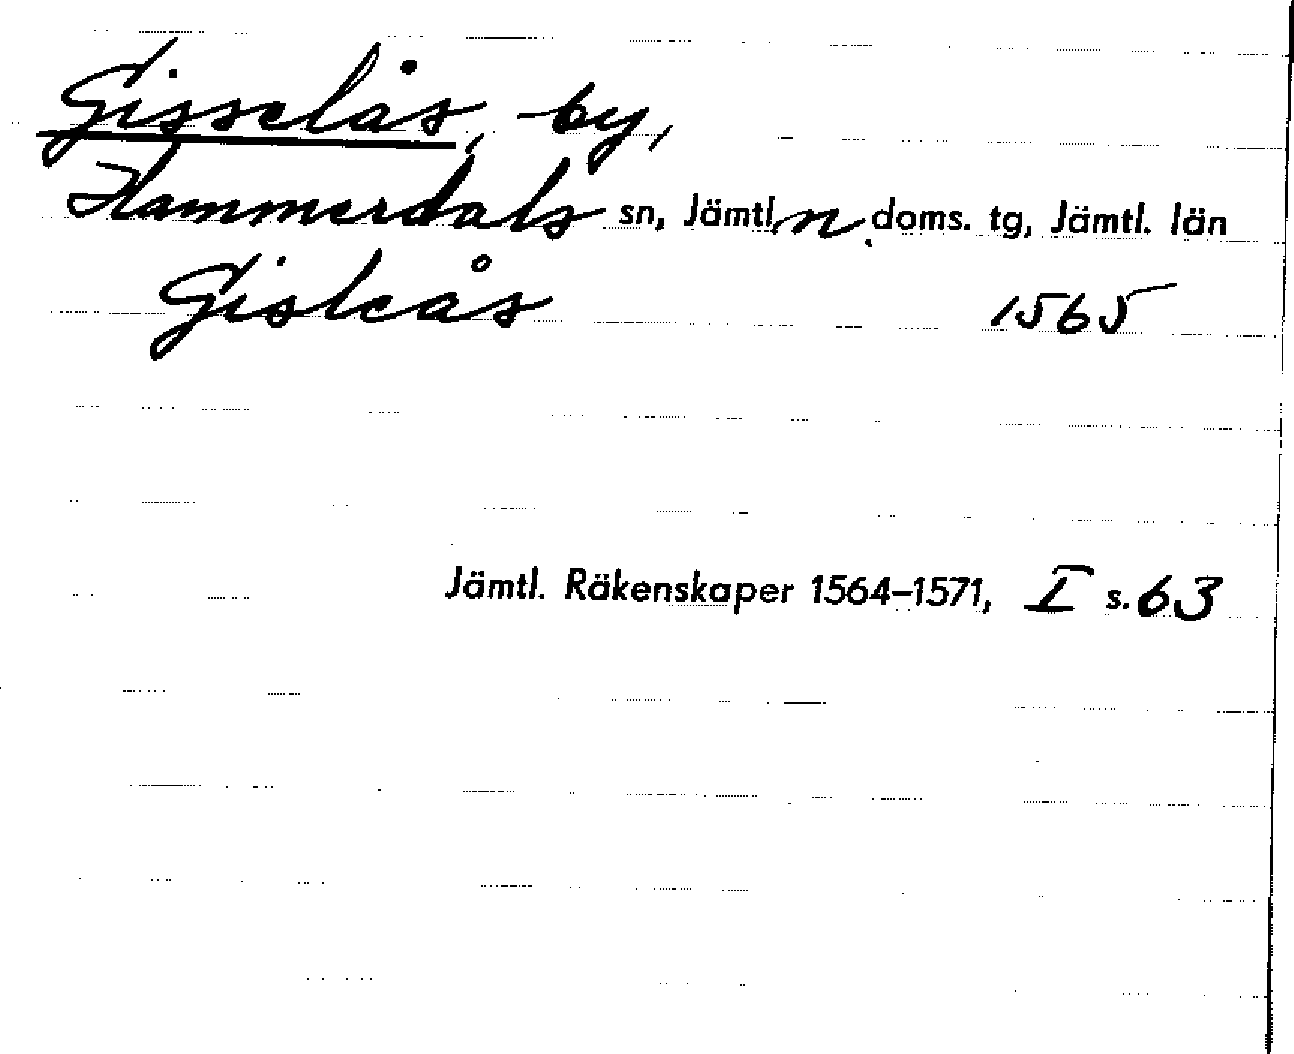 Gisselås, by,
Hammerdals sn, Jämtl. n doms. tg, Jämtl. län
Gisleås 1565
Jämtl. Räkenskaper 1564–1571, I s. 63